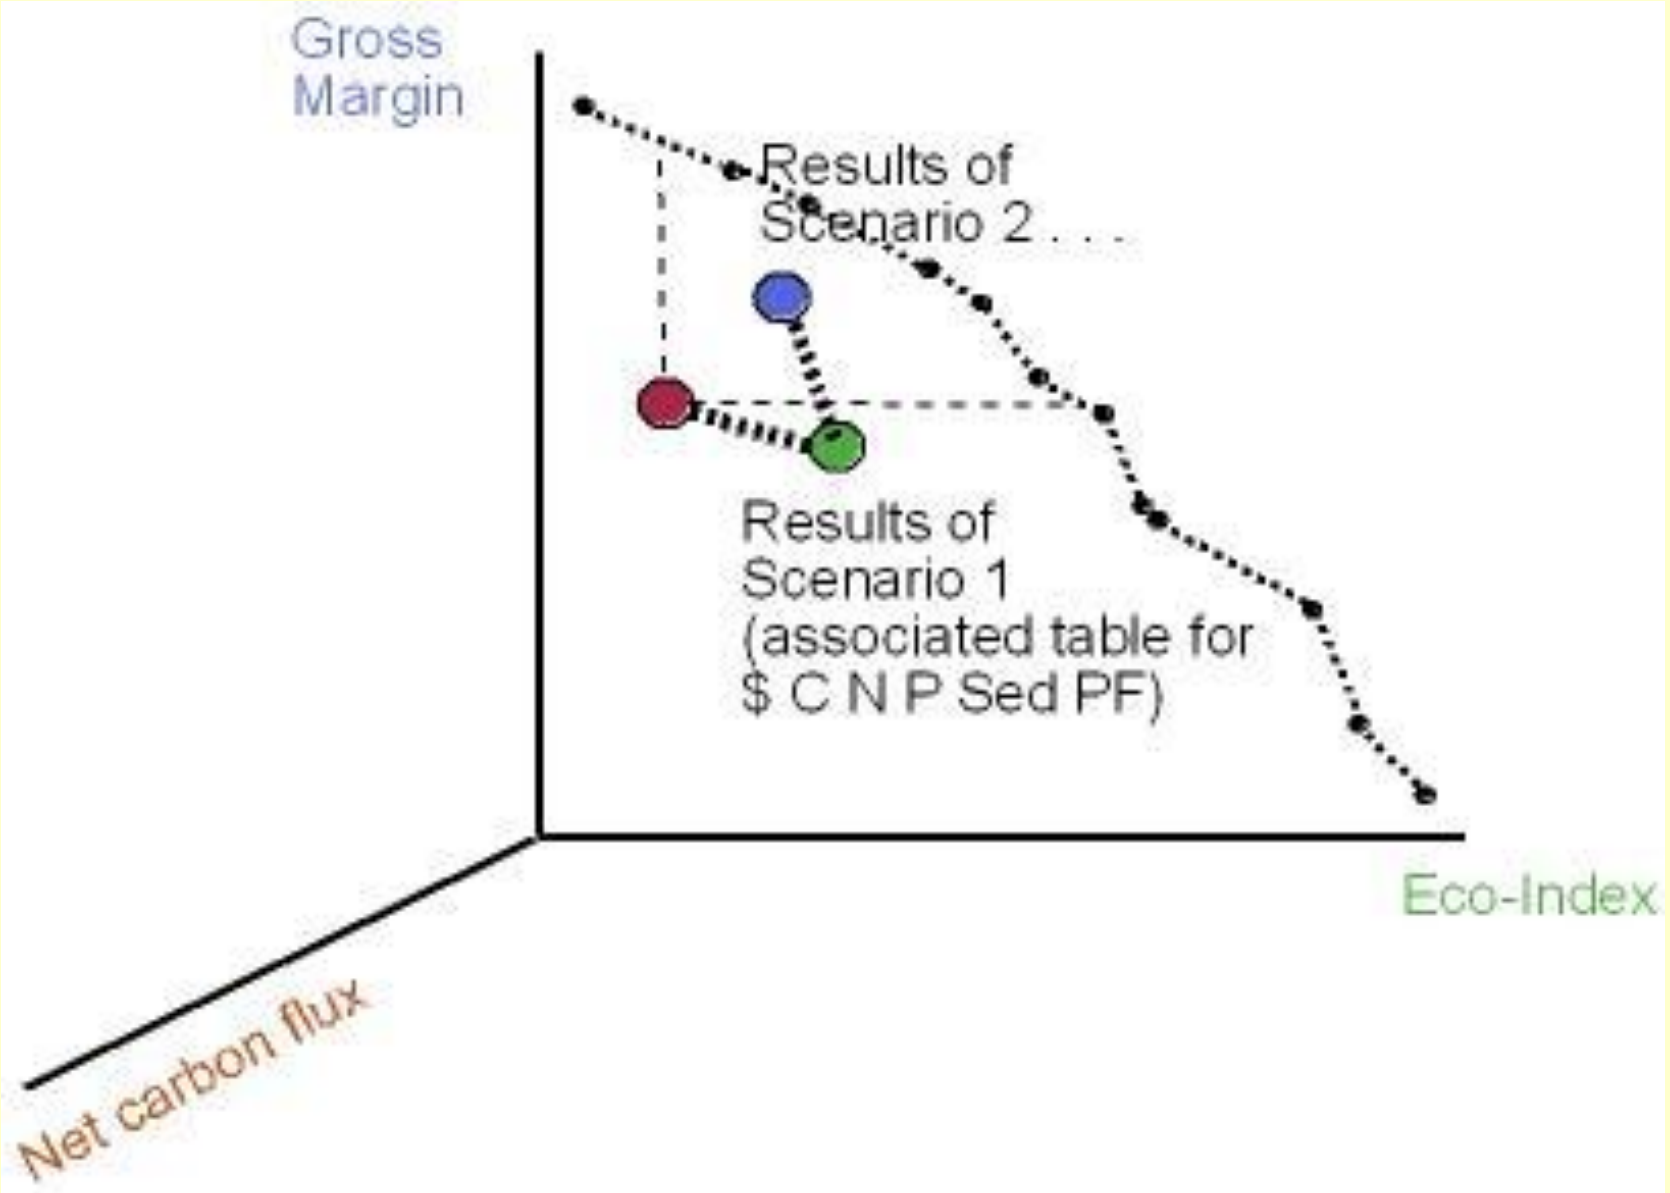 Gross
Margin
Results of
Scenario 2 . . .
Results of
Scenario 1
(associated table for
$ C N P Sed PF)
Eco-Index
Net carbon flux